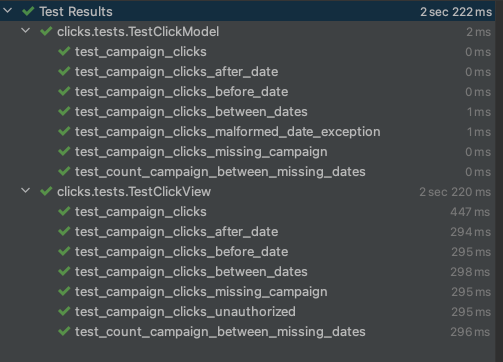 Test Results 2 sec 222 ms
clicks.tests.TestClickModel 2 ms
test_campaign_clicks 0 ms
test_campaign_clicks_after_date 0 ms
test_campaign_clicks_before_date 0 ms
test_campaign_clicks_between_dates 1 ms
test_campaign_clicks_malformed_date_exception 1 ms
test_campaign_clicks_missing_campaign 0 ms
test_count_campaign_between_missing_dates 0 ms
clicks.tests.TestClickView 2 sec 220 ms
test_campaign_clicks 447 ms
test_campaign_clicks_after_date 294 ms
test_campaign_clicks_before_date 295 ms
test_campaign_clicks_between_dates 298 ms
test_campaign_clicks_missing_campaign 295 ms
test_campaign_clicks_unauthorized 295 ms
test_count_campaign_between_missing_dates 296 ms